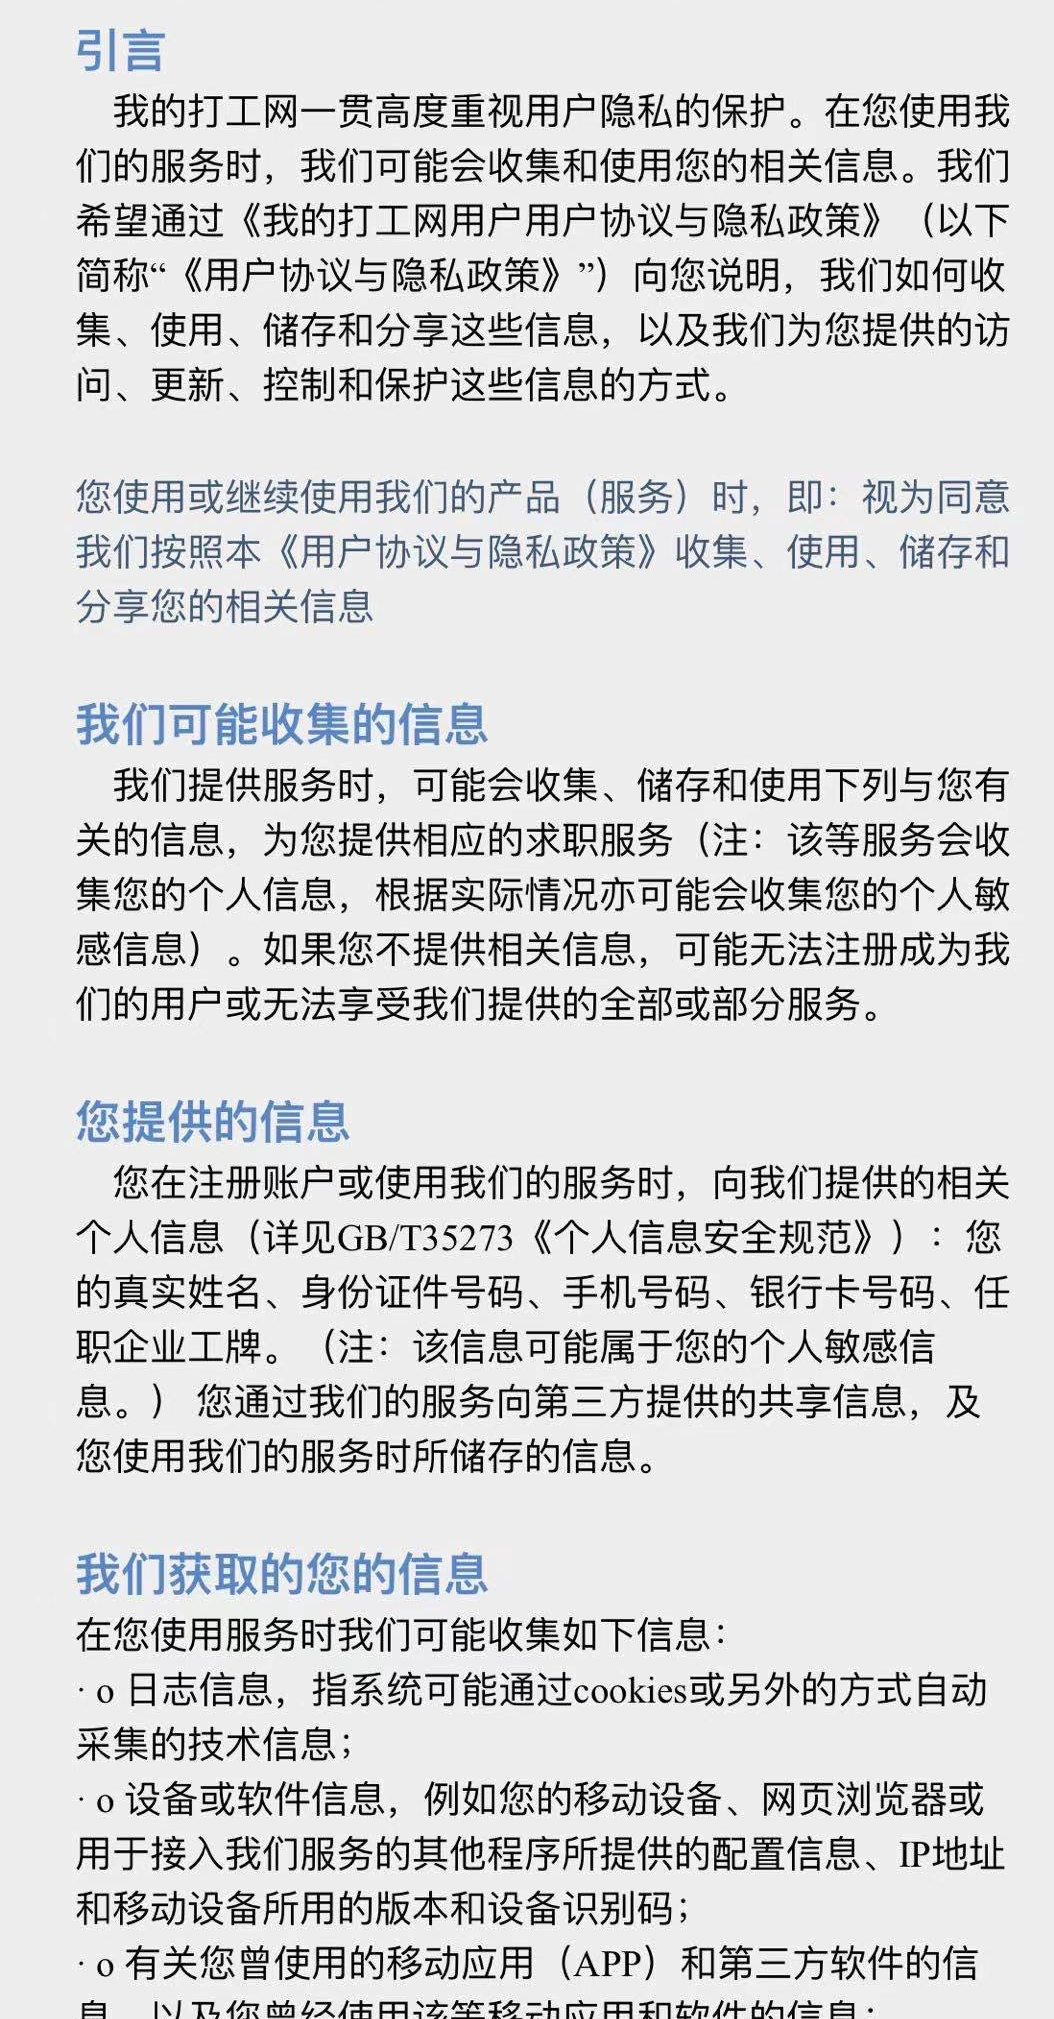 引言
我的打工网一贯高度重视用户隐私的保护。在您使用我
们的服务时，我们可能会收集和使用您的相关信息。我们
希望通过《我的打工网用户用户协议与隐私政策》（以下
简称“《用户协议与隐私政策》”）向您说明，我们如何收
集、使用、储存和分享这些信息，以及我们为您提供的访
问、更新、控制和保护这些信息的方式。
您使用或继续使用我们的产品（服务）时，即：视为同意
我们按照本《用户协议与隐私政策》收集、使用、储存和
分享您的相关信息
我们可能收集的信息
我们提供服务时，可能会收集、储存和使用下列与您有
关的信息，为您提供相应的求职服务（注：该等服务会收
集您的个人信息，根据实际情况亦可能会收集您的个人敏
感信息）。如果您不提供相关信息，可能无法注册成为我
们的用户或无法享受我们提供的全部或部分服务。
您提供的信息
您在注册账户或使用我们的服务时，向我们提供的相关
个人信息（详见GB/T35273《个人信息安全规范》）：您
的真实姓名、身份证件号码、手机号码、银行卡号码、任
职企业工牌。（注：该信息可能属于您的个人敏感信
息。） 您通过我们的服务向第三方提供的共享信息，及
您使用我们的服务时所储存的信息。
我们获取的您的信息
在您使用服务时我们可能收集如下信息：
· o 日志信息，指系统可能通过cookies或另外的方式自动
采集的技术信息；
· o 设备或软件信息，例如您的移动设备、网页浏览器或
用于接入我们服务的其他程序所提供的配置信息、IP地址
和移动设备所用的版本和设备识别码；
· o 有关您曾使用的移动应用（APP）和第三方软件的信
息，以及您曾经使用该等移动应用和软件的信息；